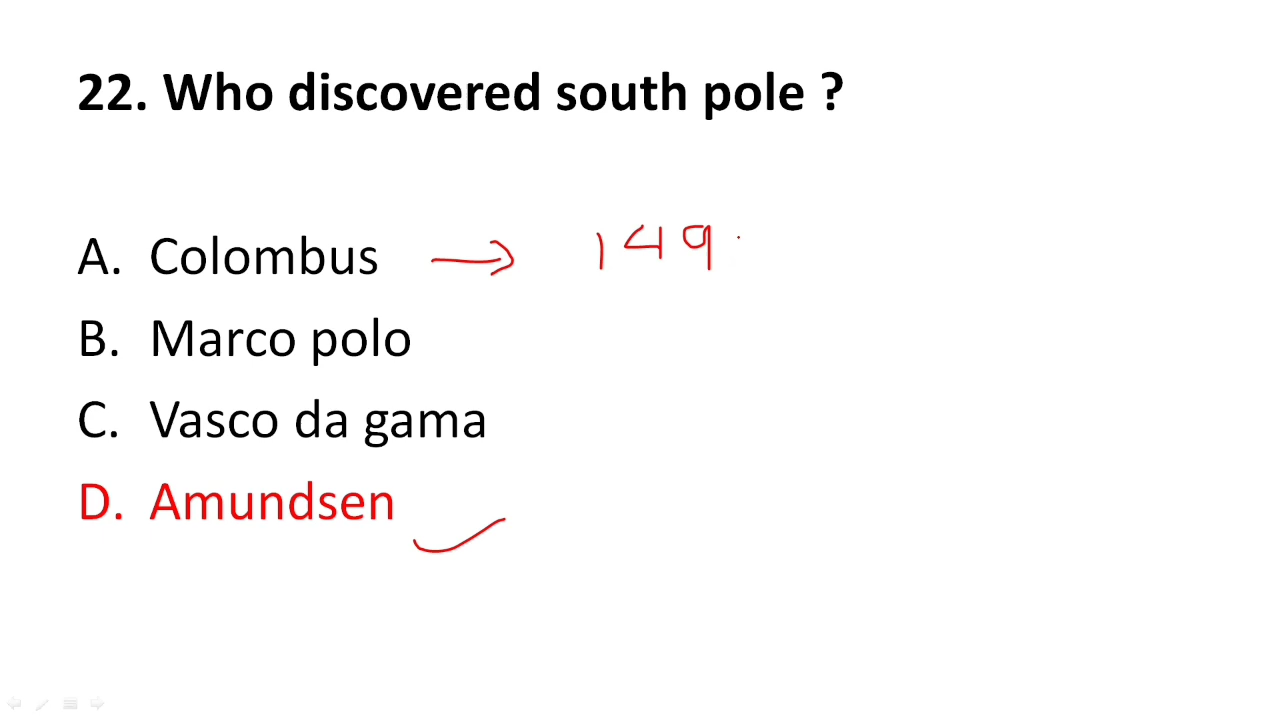 22. Who discovered south pole ?
A. Colombus → 149
B. Marco polo
C. Vasco da gama
D. Amundsen